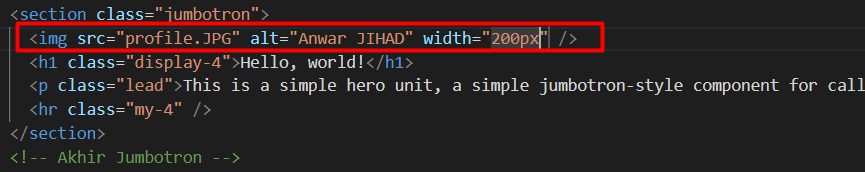 <section class="jumbotron">
<img src="profile.JPG" alt="Anwar JIHAD" width="200px" />
<h1 class="display-4">Hello, world!</h1>
<p class="lead">This is a simple hero unit, a simple jumbotron-style component for call
<hr class="my-4" />
</section>
<!-- Akhir Jumbotron -->